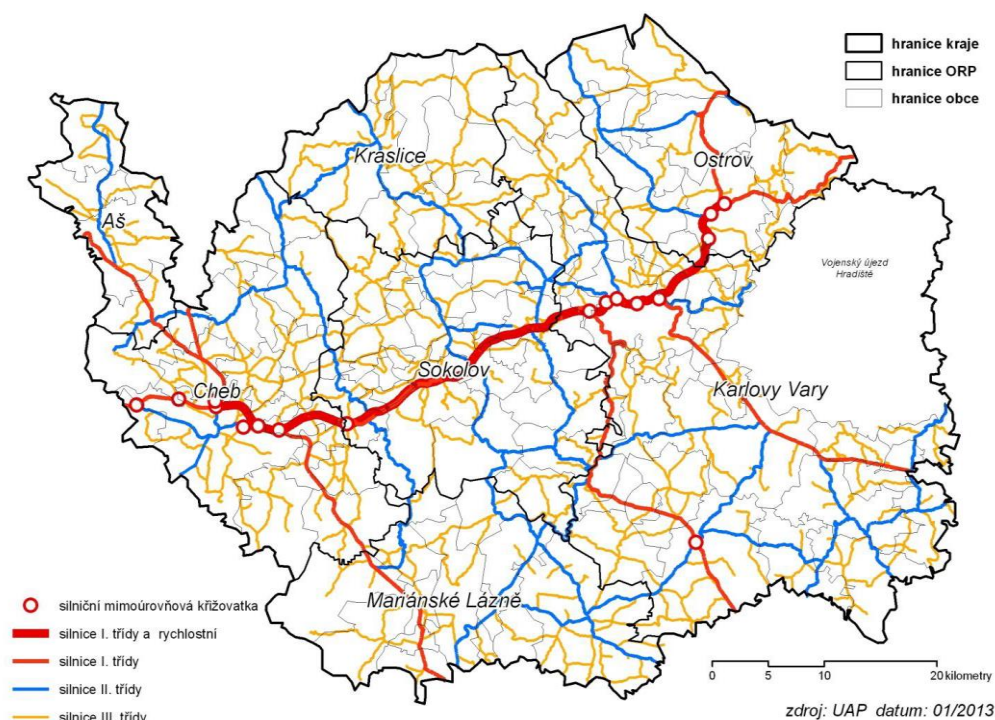 hranice kraje
hranice ORP
hranice obce
Kraslice
Ostrov
Aš
Vojenský újezd
Hradiště
Sokolov
Cheb
Karlovy Vary
Mariánské Lázně
silniční mimoúrovňová křižovatka
silnice I. třídy a rychlostní
silnice I. třídy
silnice II. třídy
silnice III. třídy
0 5 10 20 kilometry
zdroj: UAP datum: 01/2013